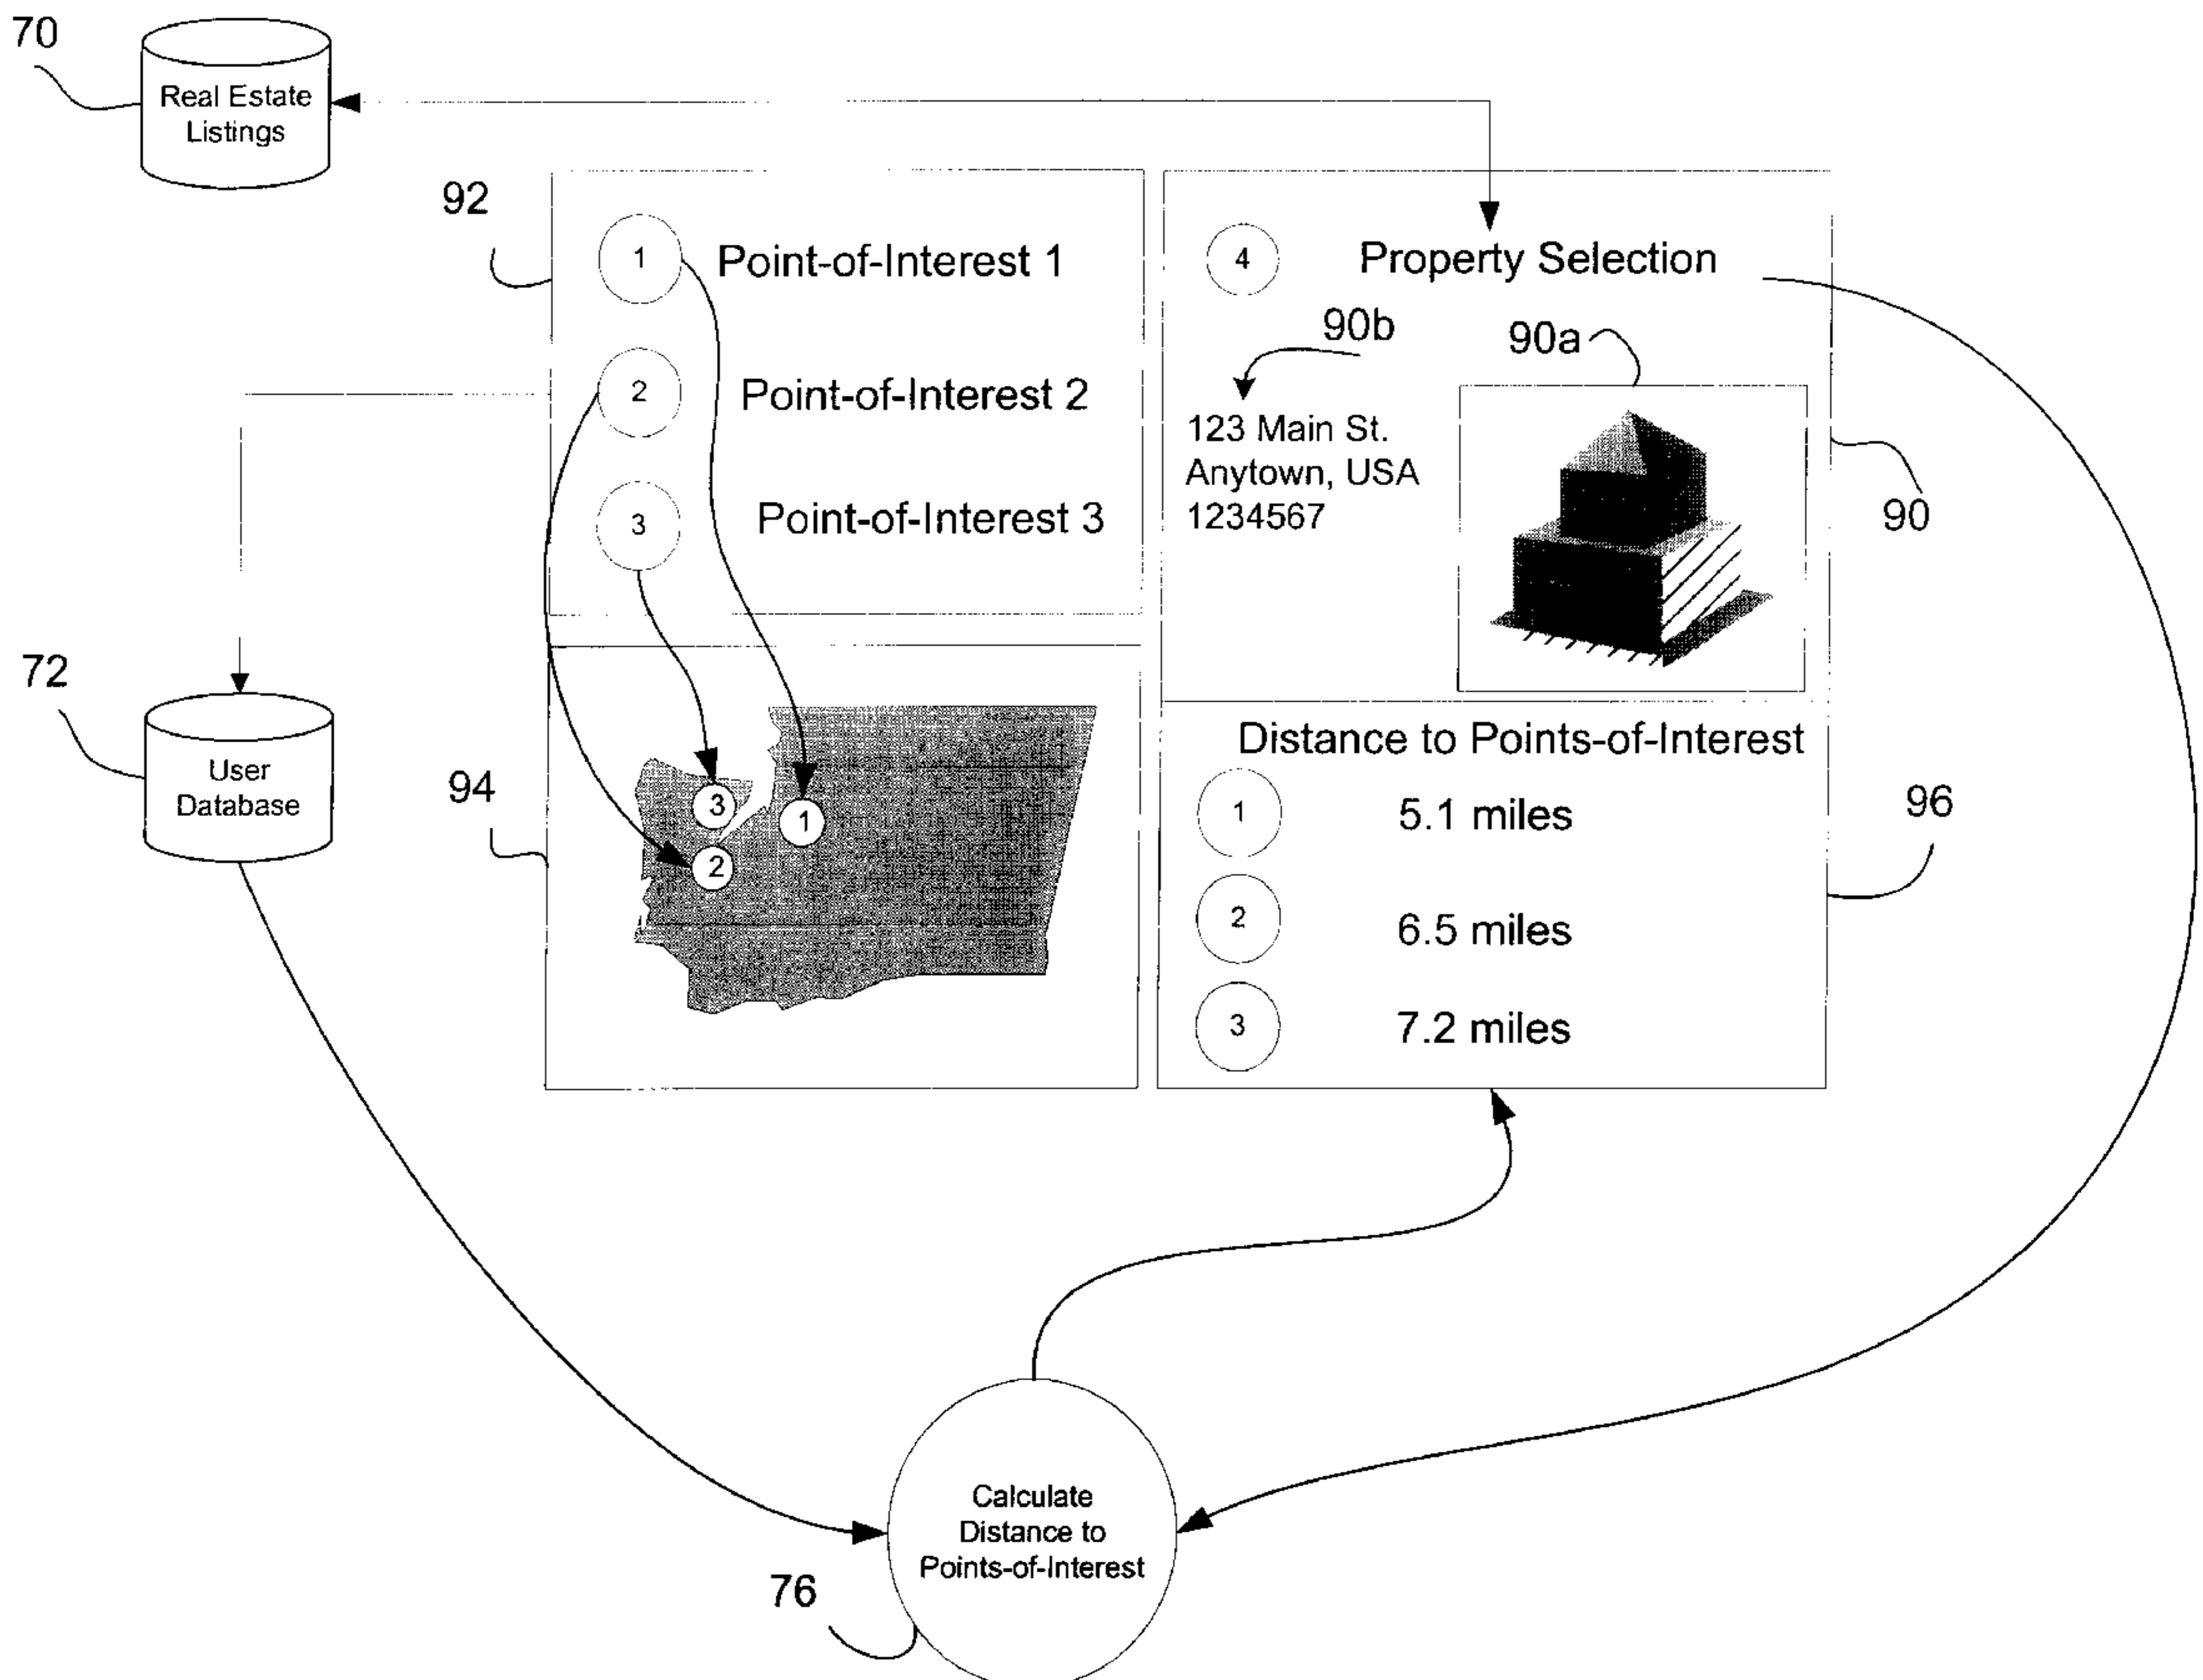 70
Real Estate
Listings
92
1
Point-of-Interest 1
2
Point-of-Interest 2
3
Point-of-Interest 3
4
Property Selection
90b
90a
123 Main St.
Anytown, USA
1234567
90
72
User
Database
94
3
1
2
Distance to Points-of-Interest
1
5.1 miles
2
6.5 miles
3
7.2 miles
96
Calculate
Distance to
Points-of-Interest
76